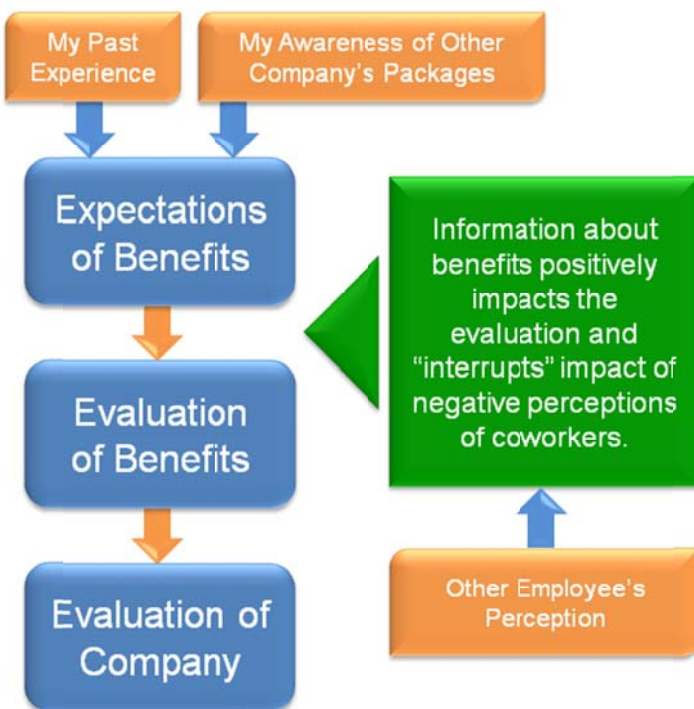 My Past
Experience
My Awareness of Other
Company's Packages
Expectations
of Benefits
Information about
benefits positively
impacts the
evaluation and
“interrupts” impact of
negative perceptions
of coworkers.
Evaluation
of Benefits
Other Employee's
Perception
Evaluation of
Company